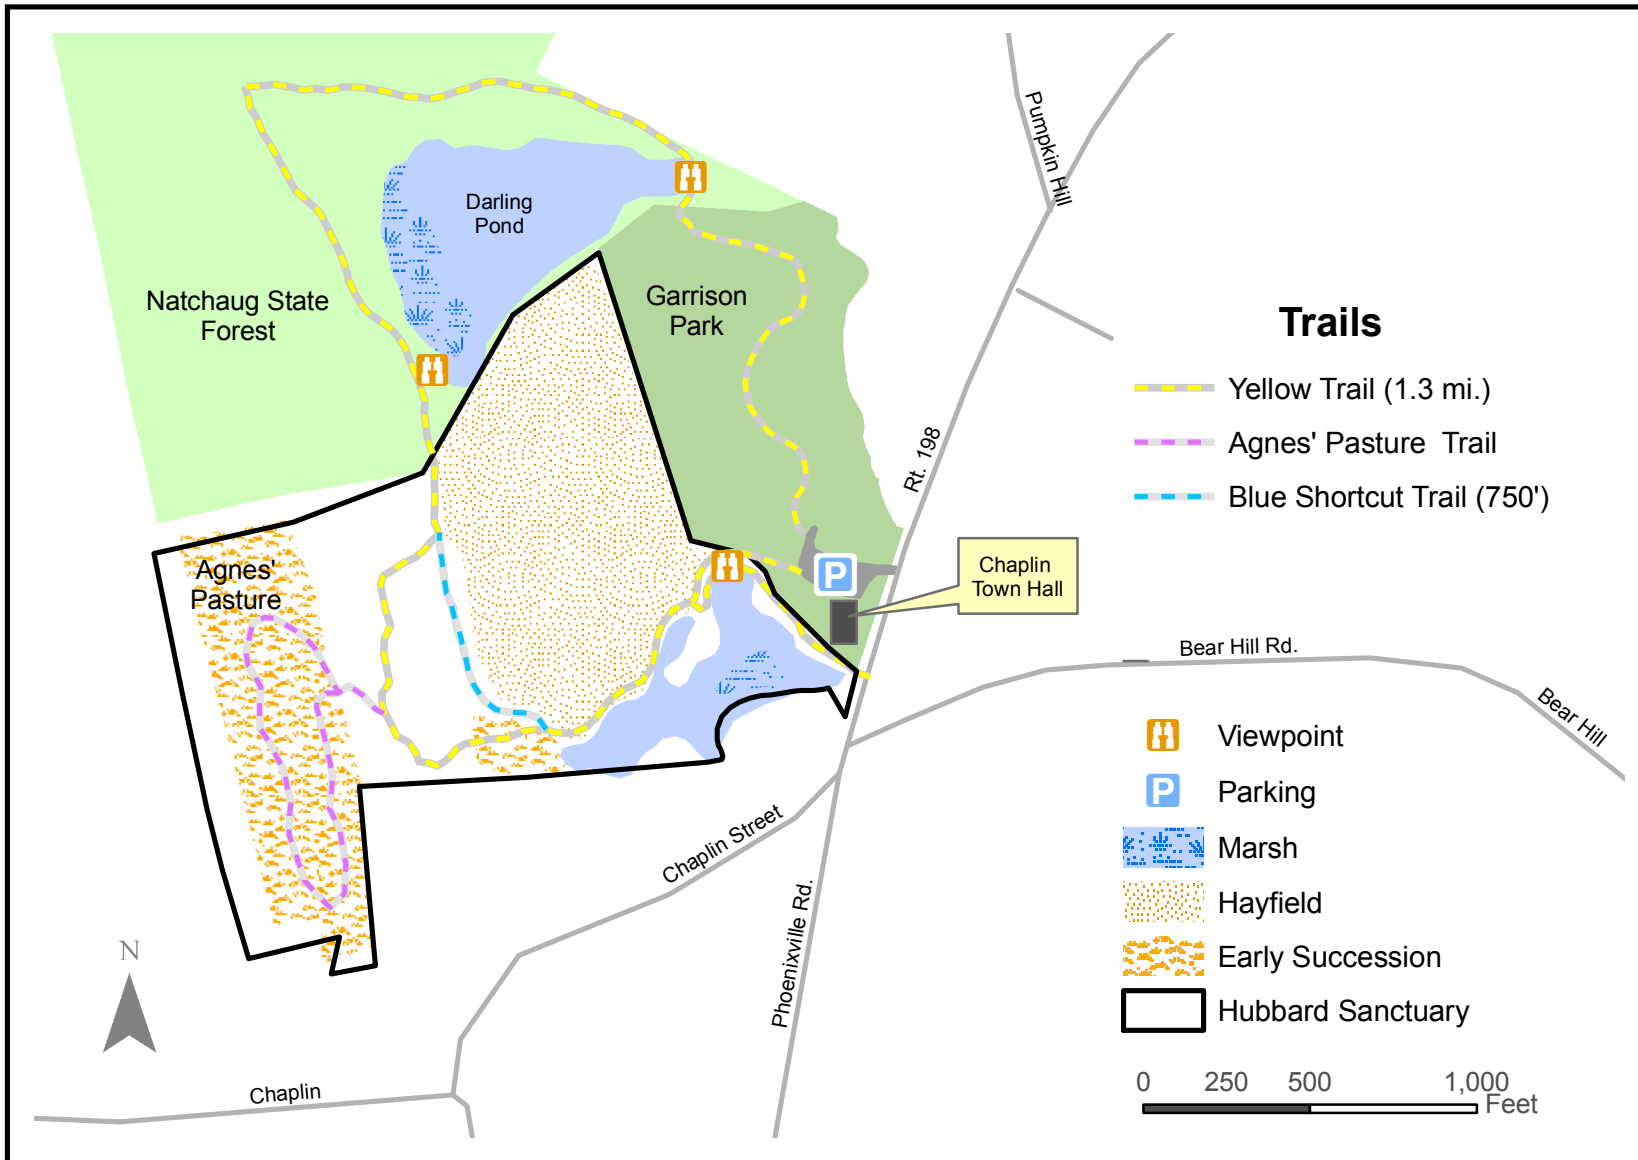 Pumpkin Hill
Darling
Pond
Natchaug State
Forest
Garrison
Park
Trails
Yellow Trail (1.3 mi.)
Agnes' Pasture  Trail
Blue Shortcut Trail (750')
Rt. 198
Agnes'
Pasture
P
Chaplin
Town Hall
Bear Hill Rd.
Bear Hill
Viewpoint
P
Parking
Marsh
Hayfield
Early Succession
Hubbard Sanctuary
Chaplin Street
Phoenixville Rd.
N
Chaplin
0 250 500 1,000
Feet